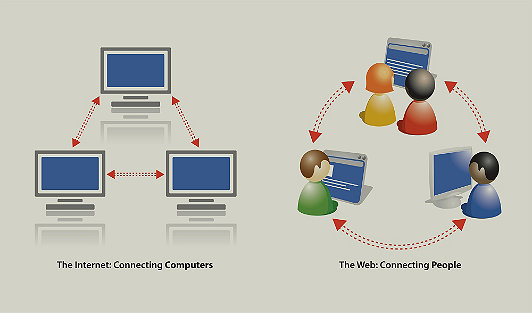 The Internet: Connecting Computers
The Web: Connecting People